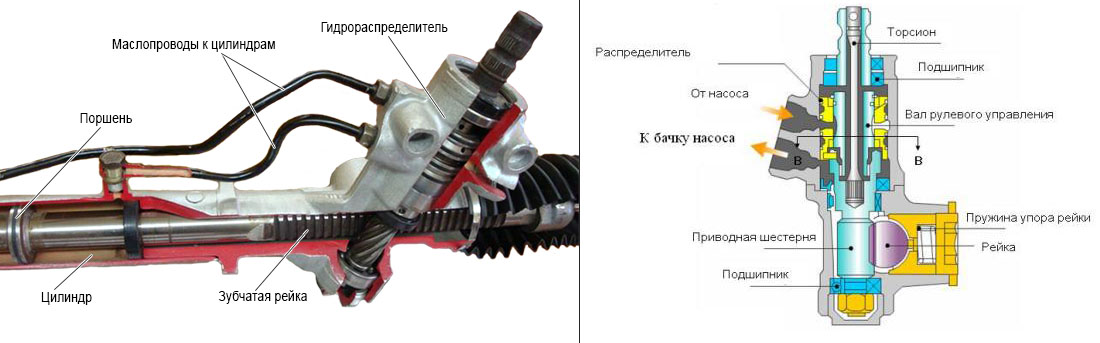 Гидрораспределитель
Маслопроводы к цилиндрам
Поршень
Цилиндр
Зубчатая рейка
Торсион
Распределитель
Подшипник
От насоса
Вал рулевого управления
К бачку насоса
В
В
Пружина упора рейки
Приводная шестерня
Рейка
Подшипник